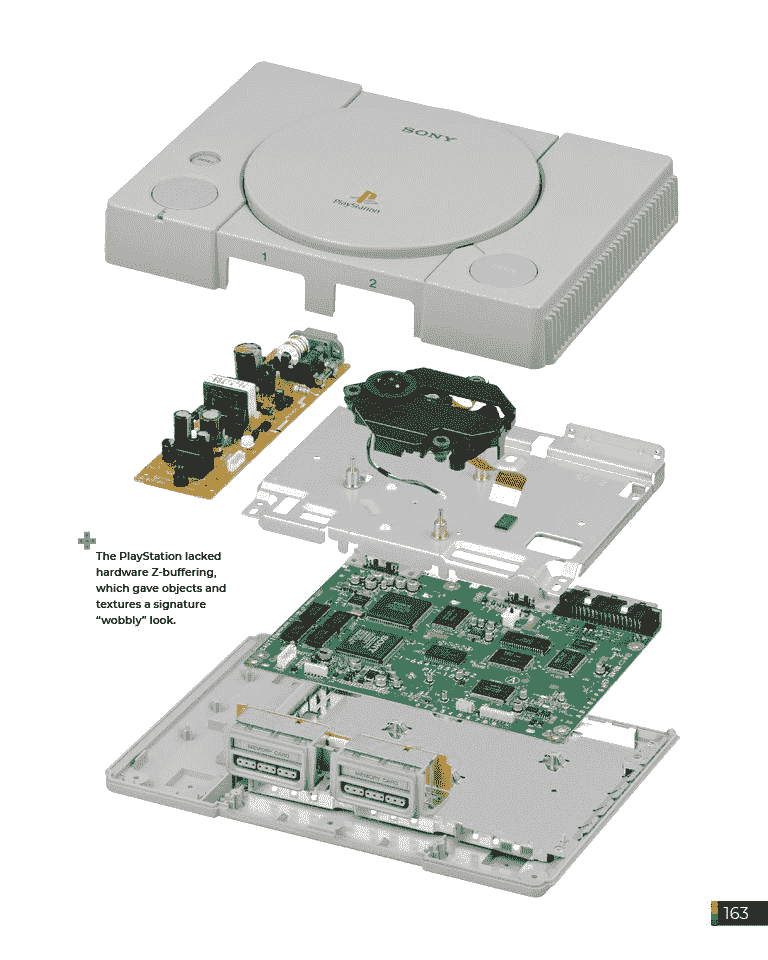 SONY
PlayStation
1
2
MEMORY CARD
MEMORY CARD
The PlayStation lacked
hardware Z-buffering,
which gave objects and
textures a signature
“wobbly” look.
SONY
A
163